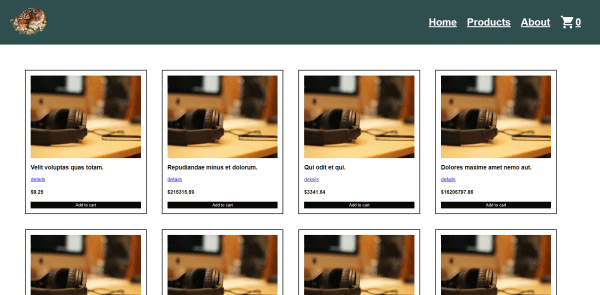 Home Products About 0
Velit voluptas quas totam.
details
$9.25
Add to cart
Repudiandae minus et dolorum.
details
$215315.69
Add to cart
Qui odit et qui.
details
$3341.64
Add to cart
Dolores maxime amet nemo aut.
details
$16206797.86
Add to cart